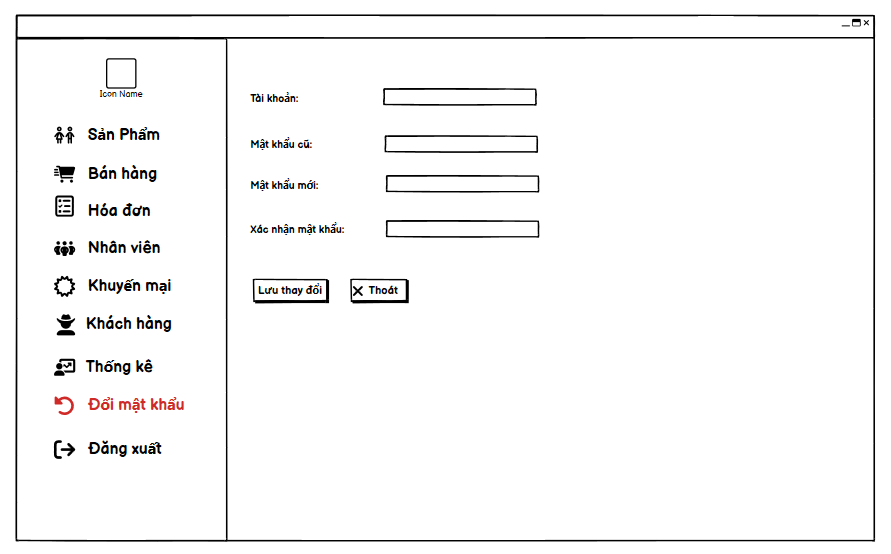 Icon Name
Sản Phẩm
Bán hàng
Hóa đơn
Nhân viên
Khuyến mại
Khách hàng
Thống kê
Đổi mật khẩu
Đăng xuất
Tài khoản:
Mật khẩu cũ:
Mật khẩu mới:
Xác nhận mật khẩu:
Lưu thay đổi
Thoát